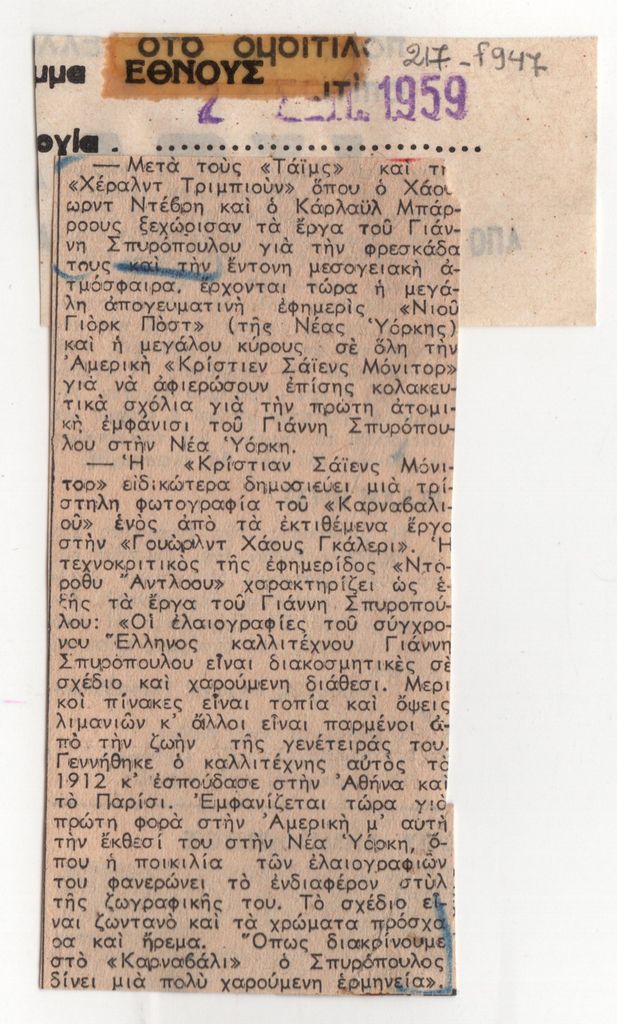 στο ομοιτιλο
217-f947
μμα ΕΘΝΟΥΣ
2 1959
ογία . ..............................
— Μετὰ τοὺς «Τάϊμς» καὶ τη
«Χέραλντ Τριμπιοὺν» ὅπου ὁ Χάου
ωρντ Ντέβρη καὶ ὁ Κάρλαϋλ Μπάρ-
ροους ξεχώρισαν τὰ ἔργα τοῦ Γιάν-
νη Σπυρόπουλου γιὰ τὴν φρεσκάδα
τους καὶ τὴν ἔντονη μεσογειακὴ ἀ-
τμόσφαιρα, ἔρχονται τώρα ἡ μεγά-
λη ἀπογευματινὴ ἐφημερὶς «Νιοὺ
Γιὸρκ Πὸστ» (τῆς Νέας Ὑόρκης)
καὶ ἡ μεγάλου κύρους σὲ ὅλη τὴν
Ἀμερικὴ «Κρίστιεν Σάϊενς Μόνιτορ»
γιὰ νὰ ἀφιερώσουν ἐπίσης κολακευ-
τικὰ σχόλια γιὰ τὴν πρώτη ἀτομι-
κὴ ἐμφάνισι τοῦ Γιάννη Σπυρόπου-
λου στὴν Νέα Ὑόρκη.
— Ἡ «Κρίστιαν Σάϊενς Μόνι-
τορ» εἰδικώτερα δημοσιεύει μιὰ τρί-
στηλη φωτογραφία τοῦ «Καρναβαλι-
οῦ» ἑνὸς ἀπὸ τὰ ἐκτιθέμενα ἔργα
στὴν «Γουώρλντ Χάους Γκάλερι». Ἡ
τεχνοκριτικὸς τῆς ἐφημερίδος «Ντό-
ροθυ Ἄντλοου» χαρακτηρίζει ὡς ἑ-
ξῆς τὰ ἔργα τοῦ Γιάννη Σπυροπού-
λου: «Οἱ ἐλαιογραφίες τοῦ σύγχρο-
νου Ἕλληνος καλλιτέχνου Γιάννη
Σπυρόπουλου εἶναι διακοσμητικὲς σὲ
σχέδιο καὶ χαρούμενη διάθεσι. Μερι
κοὶ πίνακες εἶναι τοπία καὶ ὄψεις
λιμανιῶν κ' ἄλλοι εἶναι παρμένοι ἀ-
πὸ τὴν ζωὴν τῆς γενέτειράς του.
Γεννήθηκε ὁ καλλιτέχνης αὐτὸς τὸ
1912 κ' ἐσπούδασε στὴν Ἀθήνα καὶ
τὸ Παρίσι. Ἐμφανίζεται τώρα γιὰ
πρώτη φορὰ στὴν Ἀμερικὴ μ' αὐτὴ
τὴν ἔκθεσί του στὴν Νέα Ὑόρκη, ὅ-
που ἡ ποικιλία τῶν ἐλαιογραφιῶν
του φανερώνει τὸ ἐνδιαφέρον στὺλ
τῆς ζωγραφικῆς του. Τὸ σχέδιο εἶ-
ναι ζωντανὸ καὶ τὰ χρώματα πρόσχα
ρα καὶ ἤρεμα. Ὅπως διακρίνουμε
στὸ «Καρναβάλι» ὁ Σπυρόπουλος
δίνει μιὰ πολὺ χαρούμενη ἑρμηνεία».